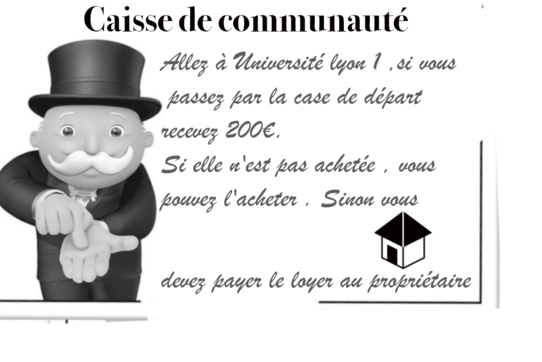 Caisse de communauté
Allez à Université lyon 1 ,si vous
passez par la case de départ
recevez 200€.
Si elle n'est pas achetée , vous
pouvez l'acheter . Sinon vous
devez payer le loyer au propriétaire